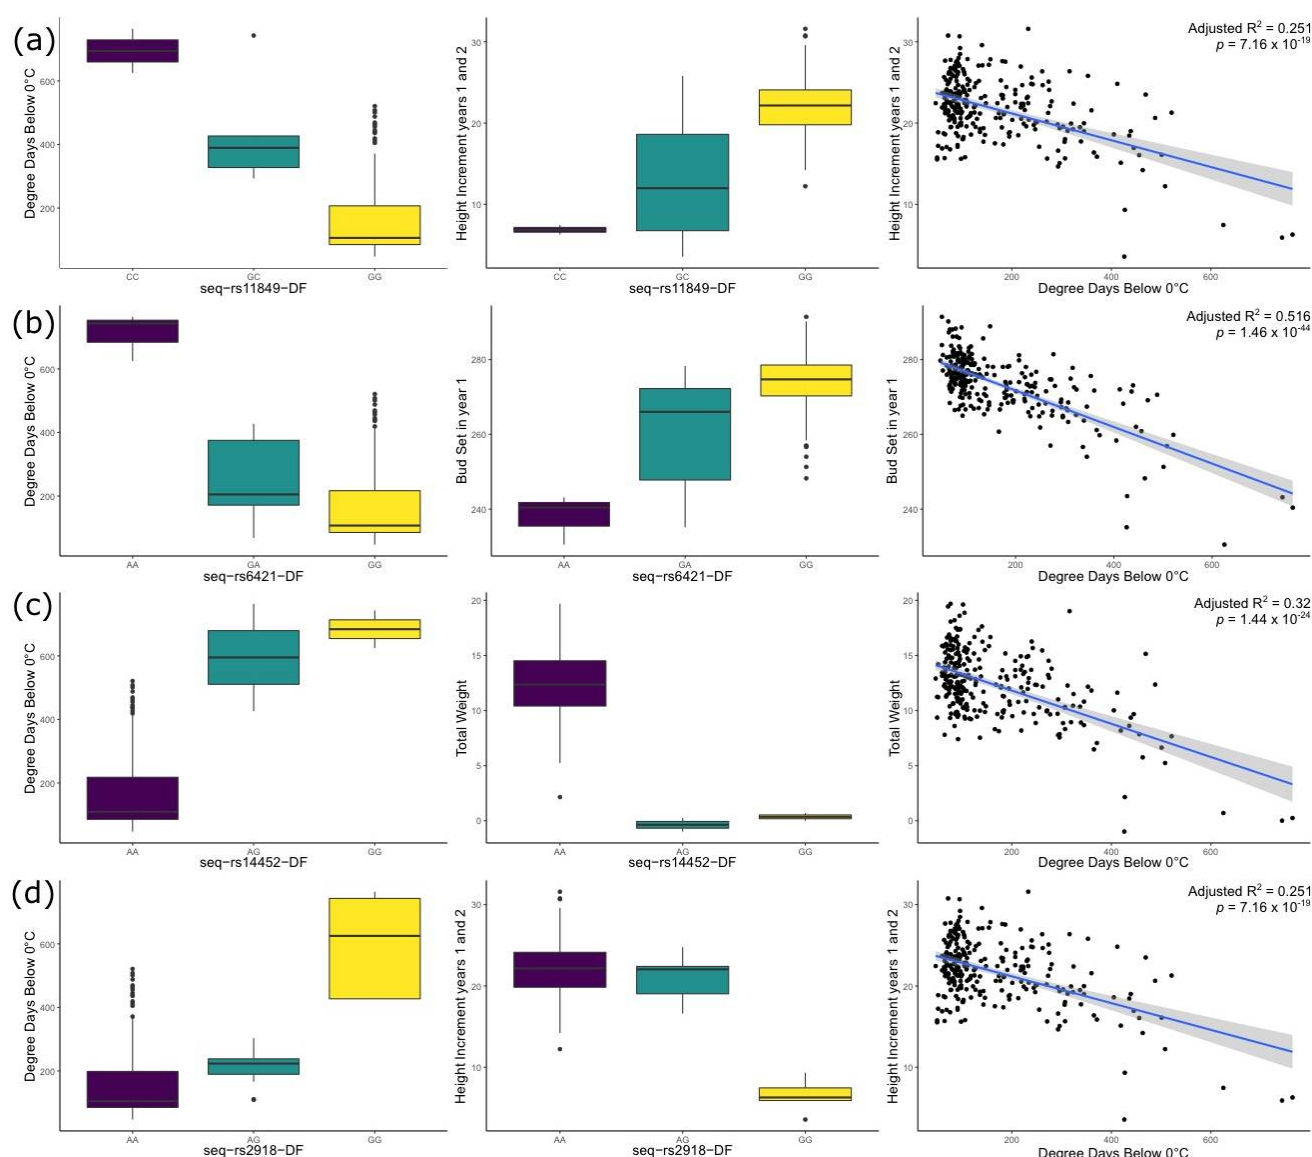 (a)
Degree Days Below 0°C
600
400
200
CC
GC
GG
seq-rs11849-DF
Height Increment years 1 and 2
30
20
10
CC
GC
GG
seq-rs11849-DF
Adjusted R² = 0.251
p = 7.16 x 10⁻¹⁹
30
20
10
Height Increment years 1 and 2
200
400
600
Degree Days Below 0°C
(b)
Degree Days Below 0°C
600
400
200
AA
GA
GG
seq-rs6421-DF
Bud Set in year 1
280
260
240
AA
GA
GG
seq-rs6421-DF
Adjusted R² = 0.516
p = 1.46 x 10⁻⁴⁴
Bud Set in year 1
280
260
240
200
400
600
Degree Days Below 0°C
(c)
Degree Days Below 0°C
600
400
200
AA
AG
GG
seq-rs14452-DF
Total Weight
20
15
10
5
0
AA
AG
GG
seq-rs14452-DF
Adjusted R² = 0.32
p = 1.44 x 10⁻²⁴
Total Weight
20
15
10
5
0
200
400
600
Degree Days Below 0°C
(d)
Degree Days Below 0°C
600
400
200
AA
AG
GG
seq-rs2918-DF
Height Increment years 1 and 2
30
20
10
AA
AG
GG
seq-rs2918-DF
Adjusted R² = 0.251
p = 7.16 x 10⁻¹⁹
Height Increment years 1 and 2
30
20
10
200
400
600
Degree Days Below 0°C